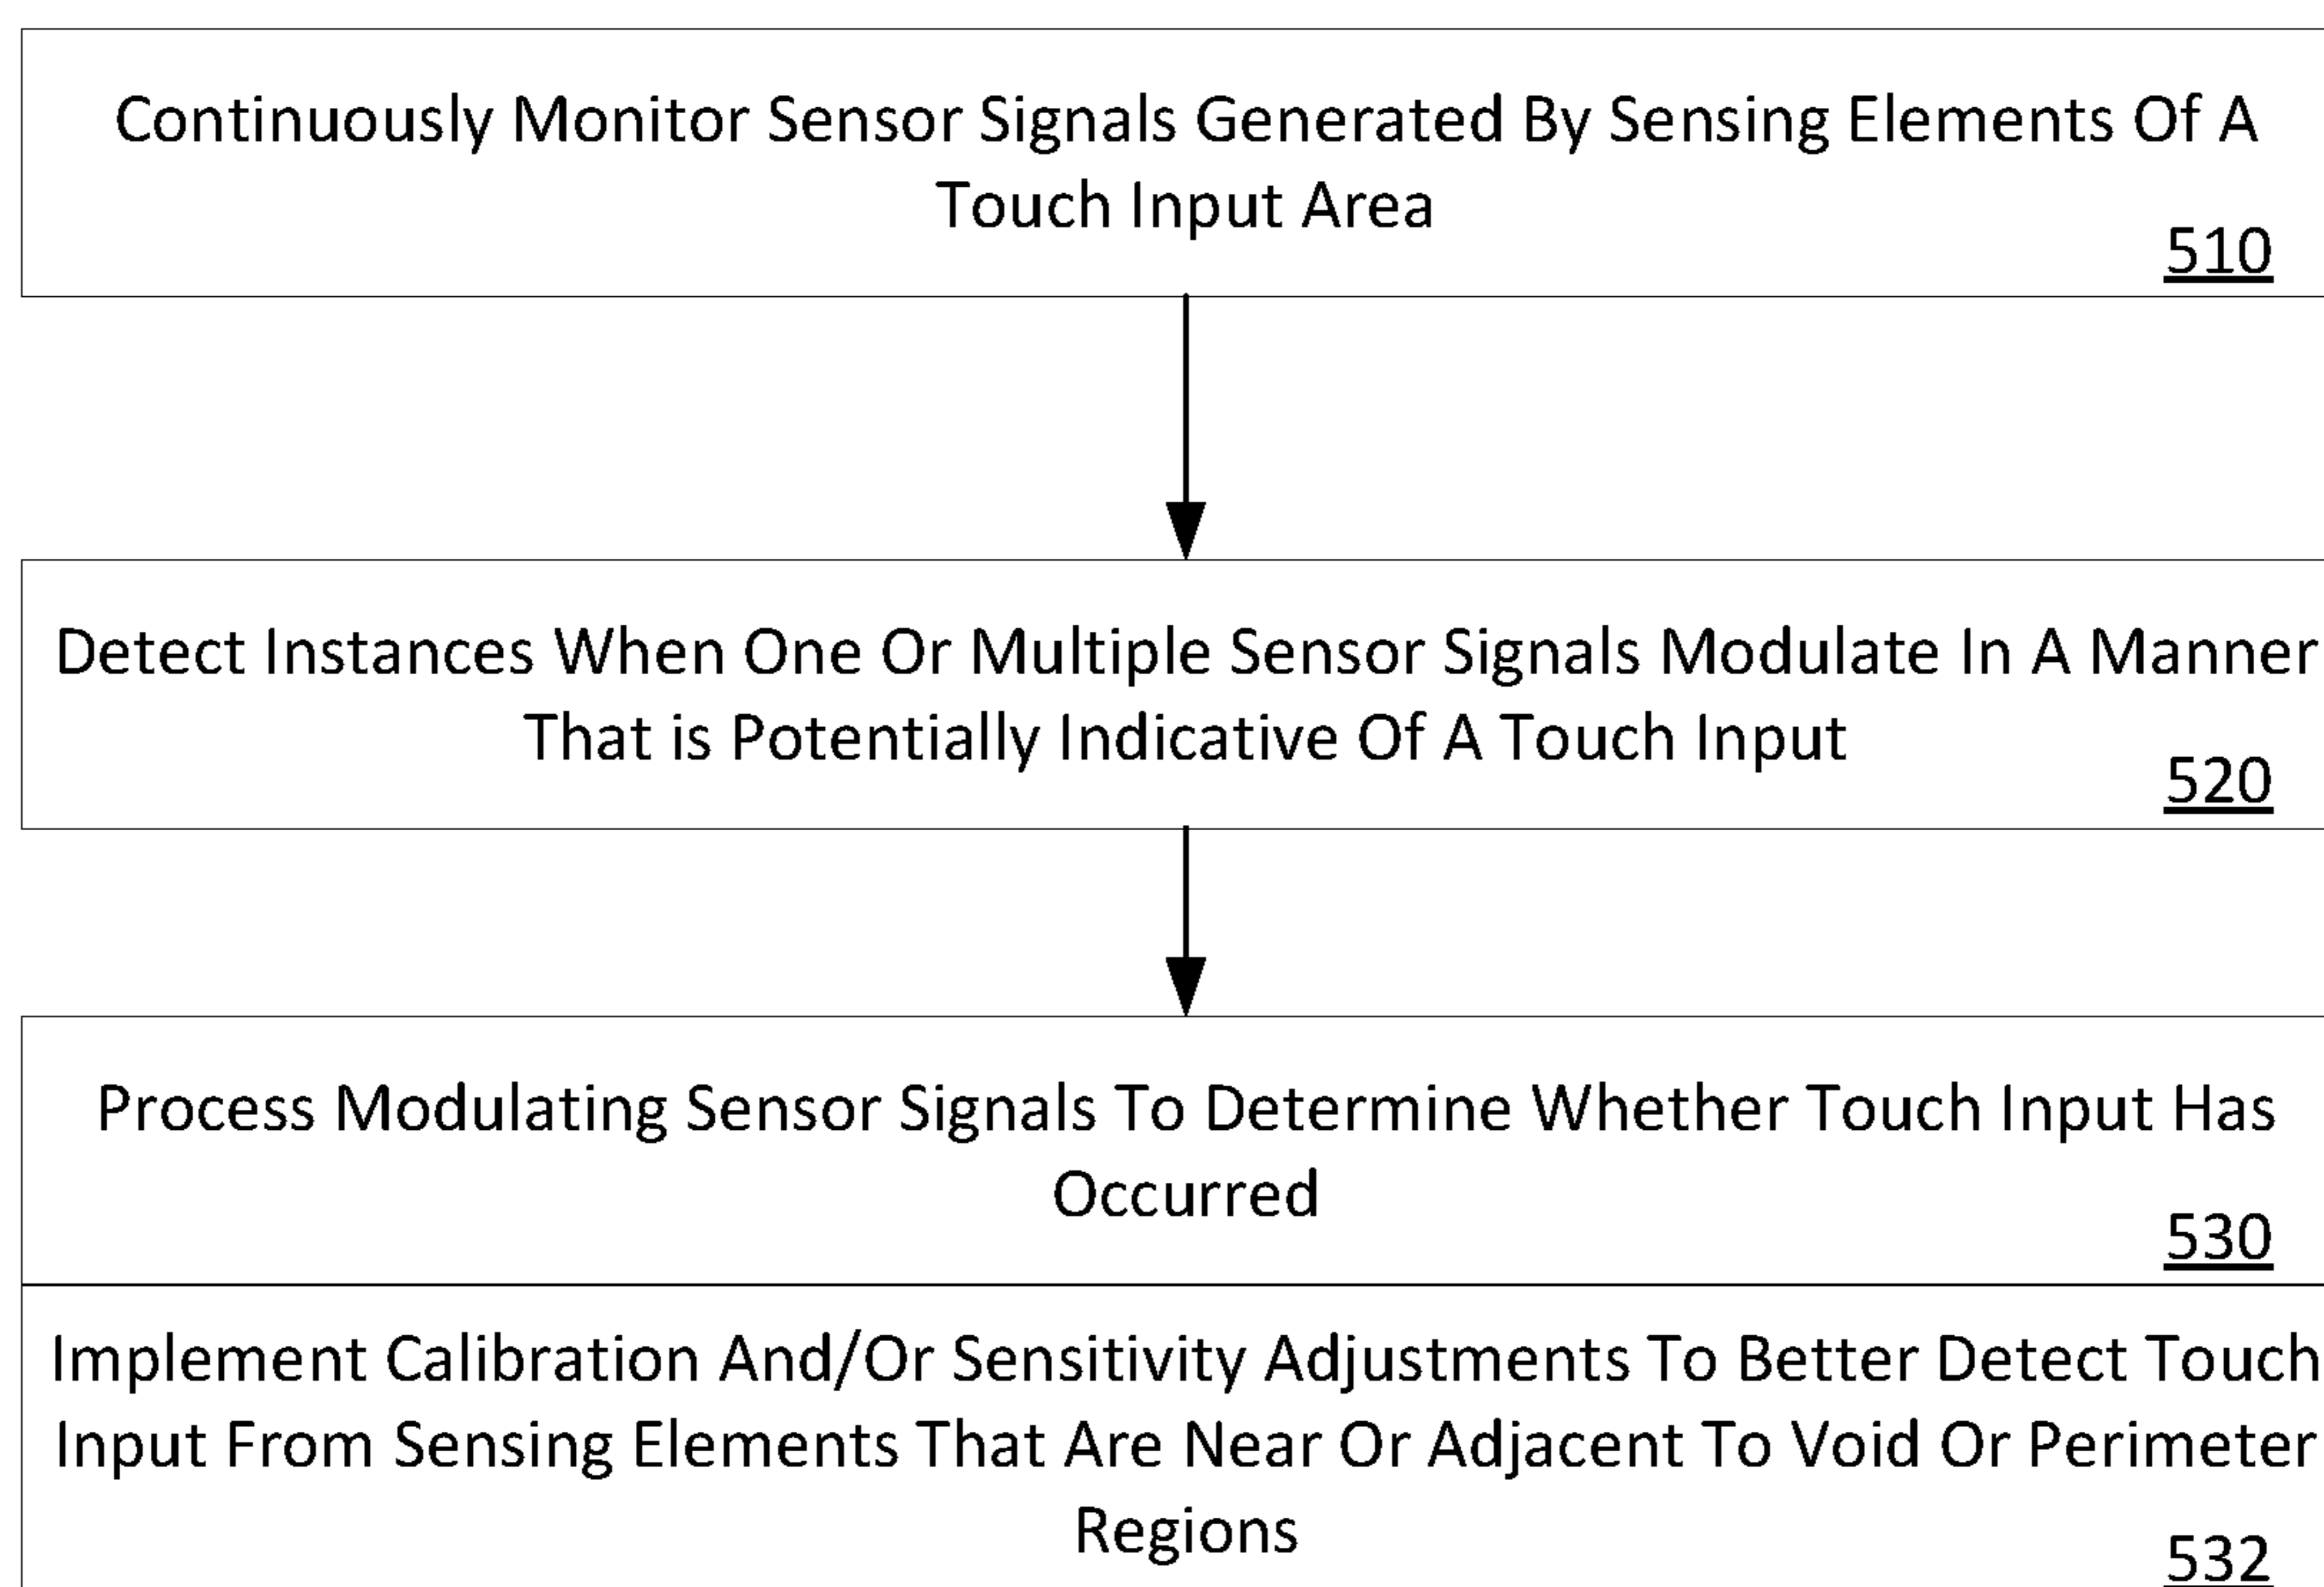 Continuously Monitor Sensor Signals Generated By Sensing Elements Of A
Touch Input Area
510
Detect Instances When One Or Multiple Sensor Signals Modulate In A Manner
That is Potentially Indicative Of A Touch Input
520
Process Modulating Sensor Signals To Determine Whether Touch Input Has
Occurred
530
Implement Calibration And/Or Sensitivity Adjustments To Better Detect Touch
Input From Sensing Elements That Are Near Or Adjacent To Void Or Perimeter
Regions
532